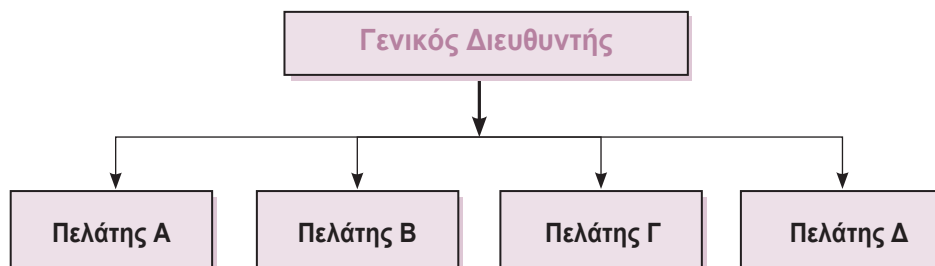 Γενικός Διευθυντής
Πελάτης Α
Πελάτης Β
Πελάτης Γ
Πελάτης Δ